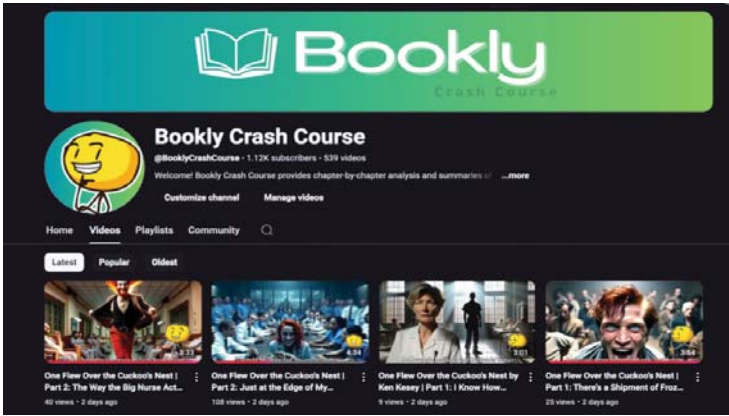 Bookly
Crash Course
Bookly Crash Course
@BooklyCrashCourse · 1.12K subscribers · 539 videos
Welcome! Bookly Crash Course provides chapter-by-chapter analysis and summaries of ...more
Customize channel Manage videos
Home Videos Playlists Community
Latest Popular Oldest
3:33 4:34 3:01 3:54
One Flew Over the Cuckoo's Nest | One Flew Over the Cuckoo's Nest | One Flew Over the Cuckoo's Nest by One Flew Over the Cuckoo's Nest |
Part 2: The Way the Big Nurse Act... Part 2: Just at the Edge of My... Ken Kesey | Part 1: I Know How... Part 1: There's a Shipment of Froz...
40 views · 2 days ago 108 views · 2 days ago 9 views · 2 days ago 25 views · 2 days ago